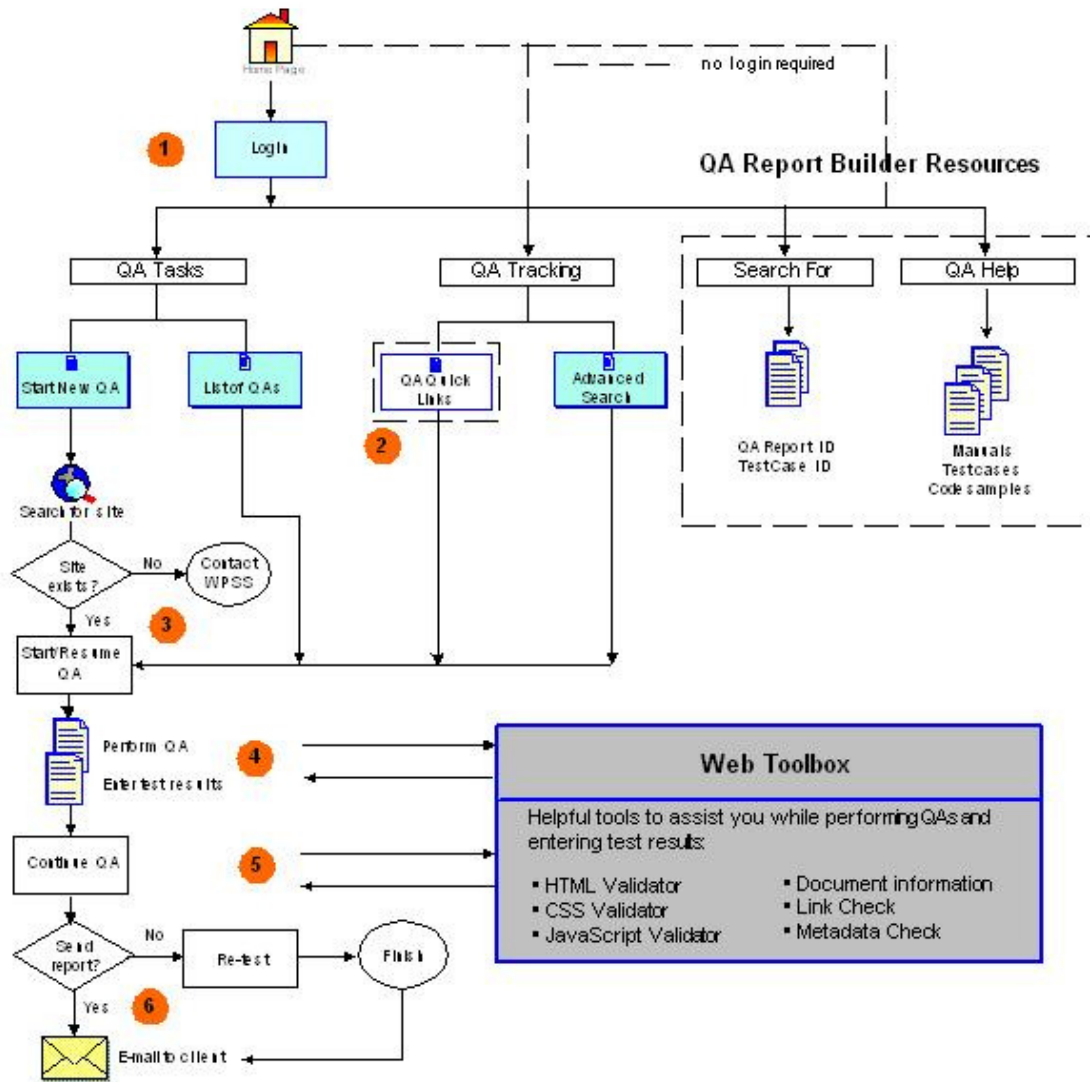 Home Page
no login required
1
Login
QA Report Builder Resources
QA Tasks
QA Tracking
Search For
QA Help
Start New QA
List of QAs
QA Quick
Links
Advanced
Search
2
QA Report ID
TestCase ID
Manuals
Testcases
Code samples
Search for site
Site
exists?
No
Contact
WPSS
Yes
3
Start/Resume
QA
Perform QA
Enter test results
4
Web Toolbox
Helpful tools to assist you while performing QAs and
entering test results:
▪ HTML Validator
▪ CSS Validator
▪ JavaScript Validator
▪ Document information
▪ Link Check
▪ Metadata Check
Continue QA
5
Send
report?
No
Re-test
Finish
Yes
6
E-mail to client